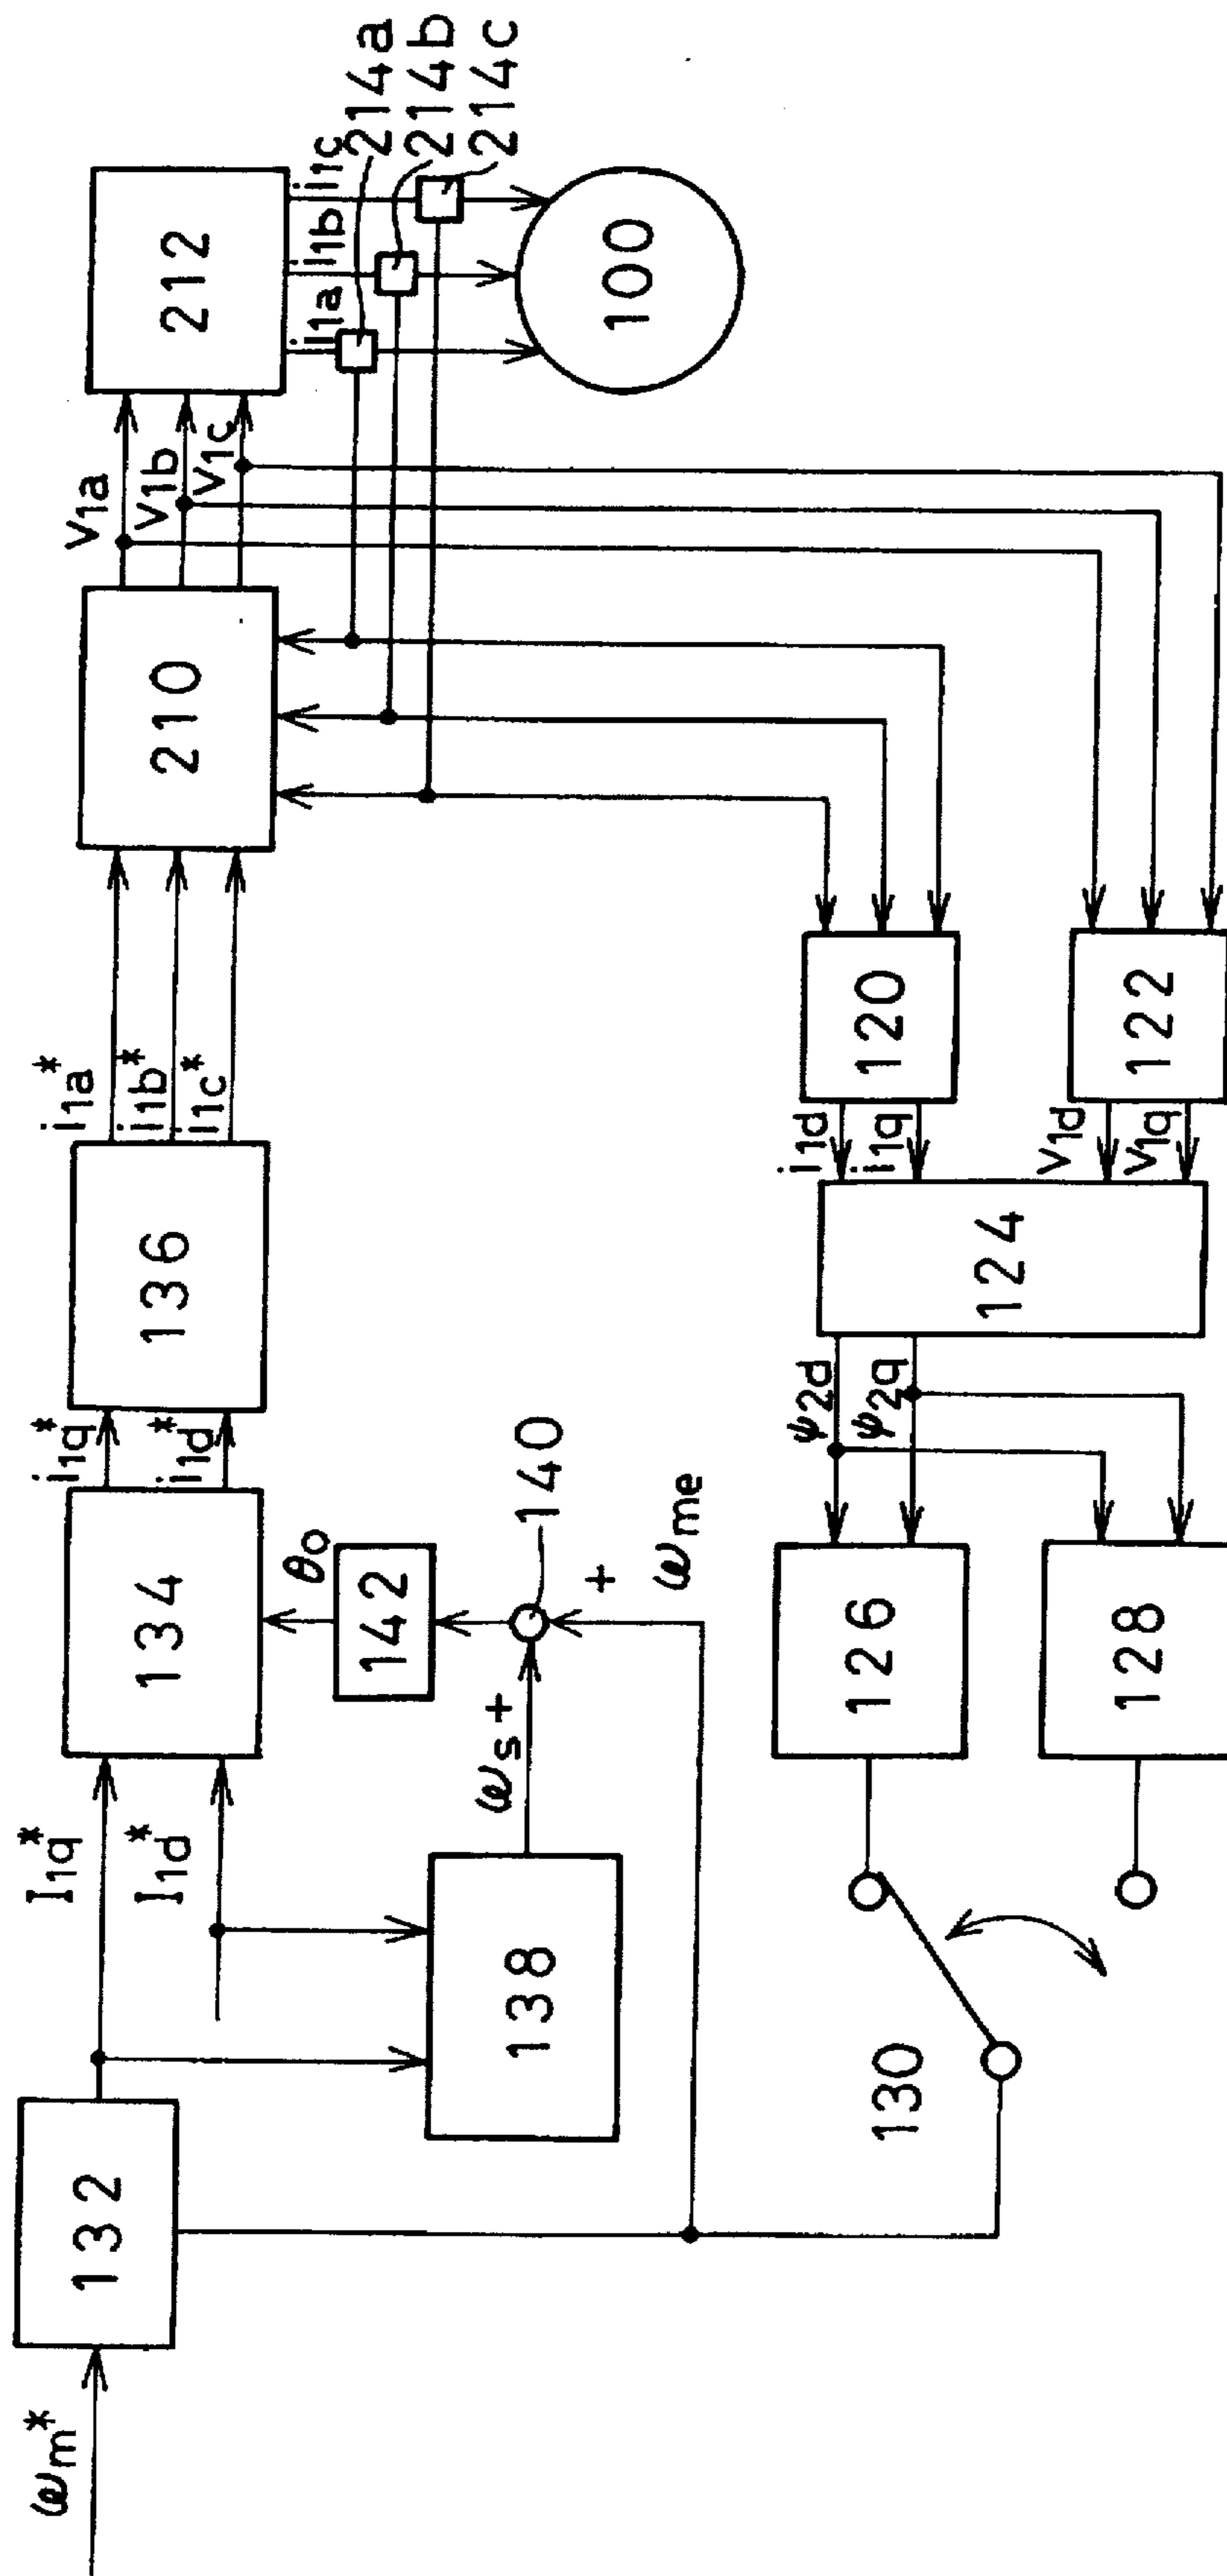 ωm*
132
I1q*
I1d*
134
i1q*
i1d*
136
i1a*
i1b*
i1c*
210
v1a
v1b
v1c
212
i1a
i1b
i1c
214a
214b
214c
100
138
ωs +
140
142
θ0
+
ωme
130
126
128
ψ2d
ψ2q
124
i1d
i1q
v1d
v1q
120
122